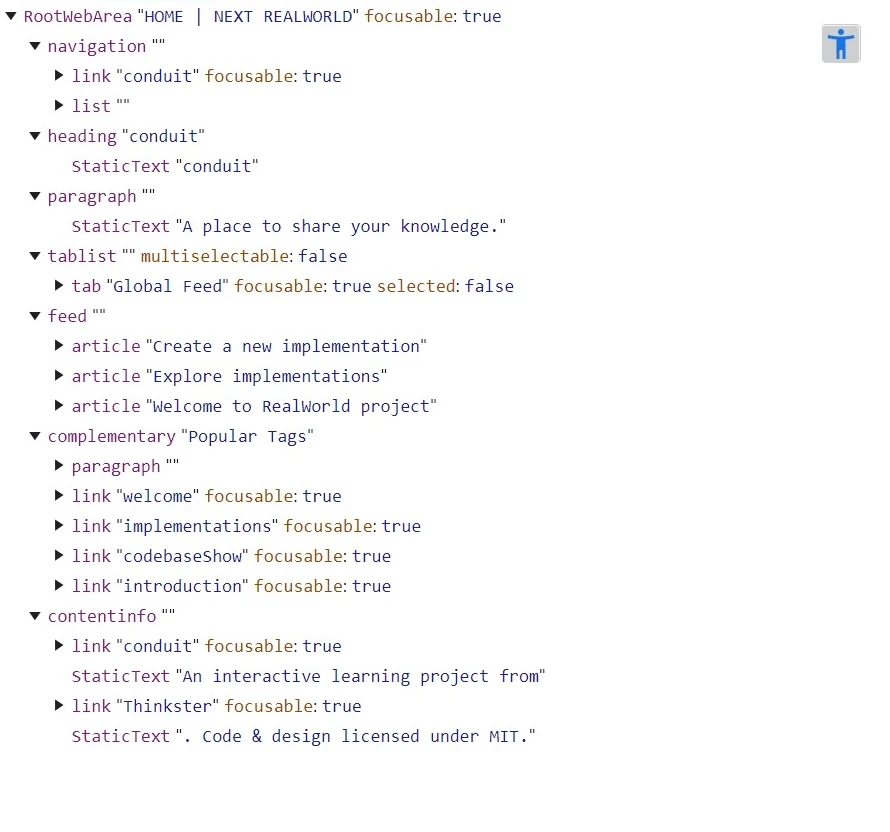 RootWebArea "HOME | NEXT REALWORLD" focusable: true
navigation ""
link "conduit" focusable: true
list ""
heading "conduit"
StaticText "conduit"
paragraph ""
StaticText "A place to share your knowledge."
tablist "" multiselectable: false
tab "Global Feed" focusable: true selected: false
feed ""
article "Create a new implementation"
article "Explore implementations"
article "Welcome to RealWorld project"
complementary "Popular Tags"
paragraph ""
link "welcome" focusable: true
link "implementations" focusable: true
link "codebaseShow" focusable: true
link "introduction" focusable: true
contentinfo ""
link "conduit" focusable: true
StaticText "An interactive learning project from"
link "Thinkster" focusable: true
StaticText ". Code & design licensed under MIT."